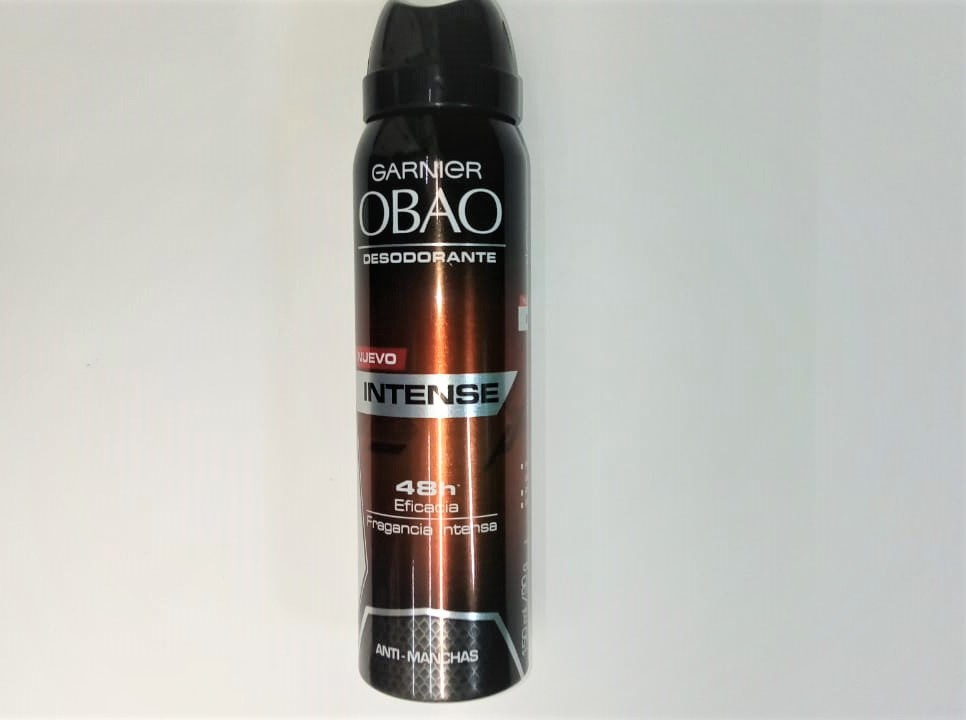 GARNIER
OBAO
DESODORANTE
NUEVO
INTENSE
48h*
Eficacia
Fragancia Intensa
ANTI-MANCHAS